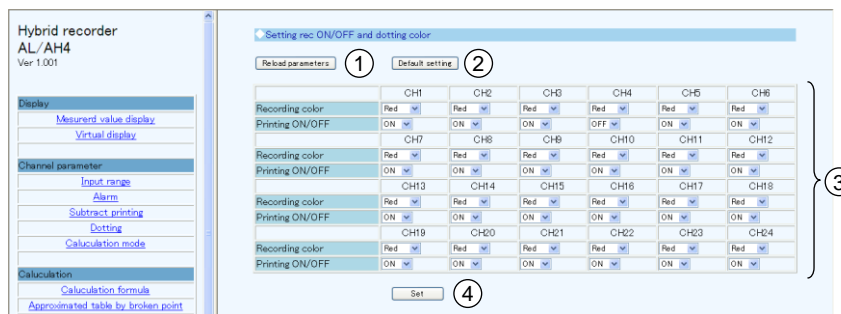 Hybrid recorder
AL/AH4
Ver 1.001
Display
Mesurerd value display
Virtual display
Channel parameter
Input range
Alarm
Subtract printing
Dotting
Caluculation mode
Caluculation
Caluculation formula
Approximated table by broken point
Setting rec ON/OFF and dotting color
Reload parameters 1 Default setting 2
CH1 CH2 CH3 CH4 CH5 CH6
Recording color Red Red Red Red Red Red
Printing ON/OFF ON ON ON OFF ON ON
CH7 CH8 CH9 CH10 CH11 CH12
Recording color Red Red Red Red Red Red
Printing ON/OFF ON ON ON ON ON ON
CH13 CH14 CH15 CH16 CH17 CH18
Recording color Red Red Red Red Red Red
Printing ON/OFF ON ON ON ON ON ON
CH19 CH20 CH21 CH22 CH23 CH24
Recording color Red Red Red Red Red Red
Printing ON/OFF ON ON ON ON ON ON
3
Set 4